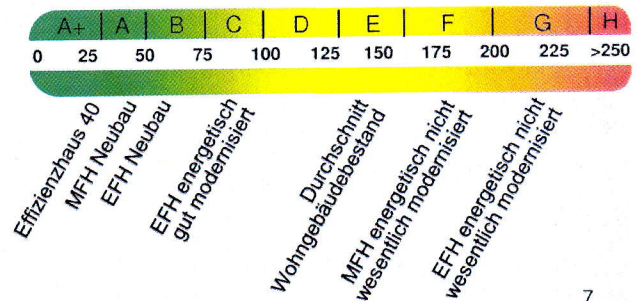 A+ A B C D E F G H
0 25 50 75 100 125 150 175 200 225 >250
Effizienzhaus 40
MFH Neubau
EFH Neubau
EFH energetisch
gut modernisiert
Durchschnitt
Wohngebäudebestand
MFH energetisch nicht
wesentlich modernisiert
EFH energetisch nicht
wesentlich modernisiert
7